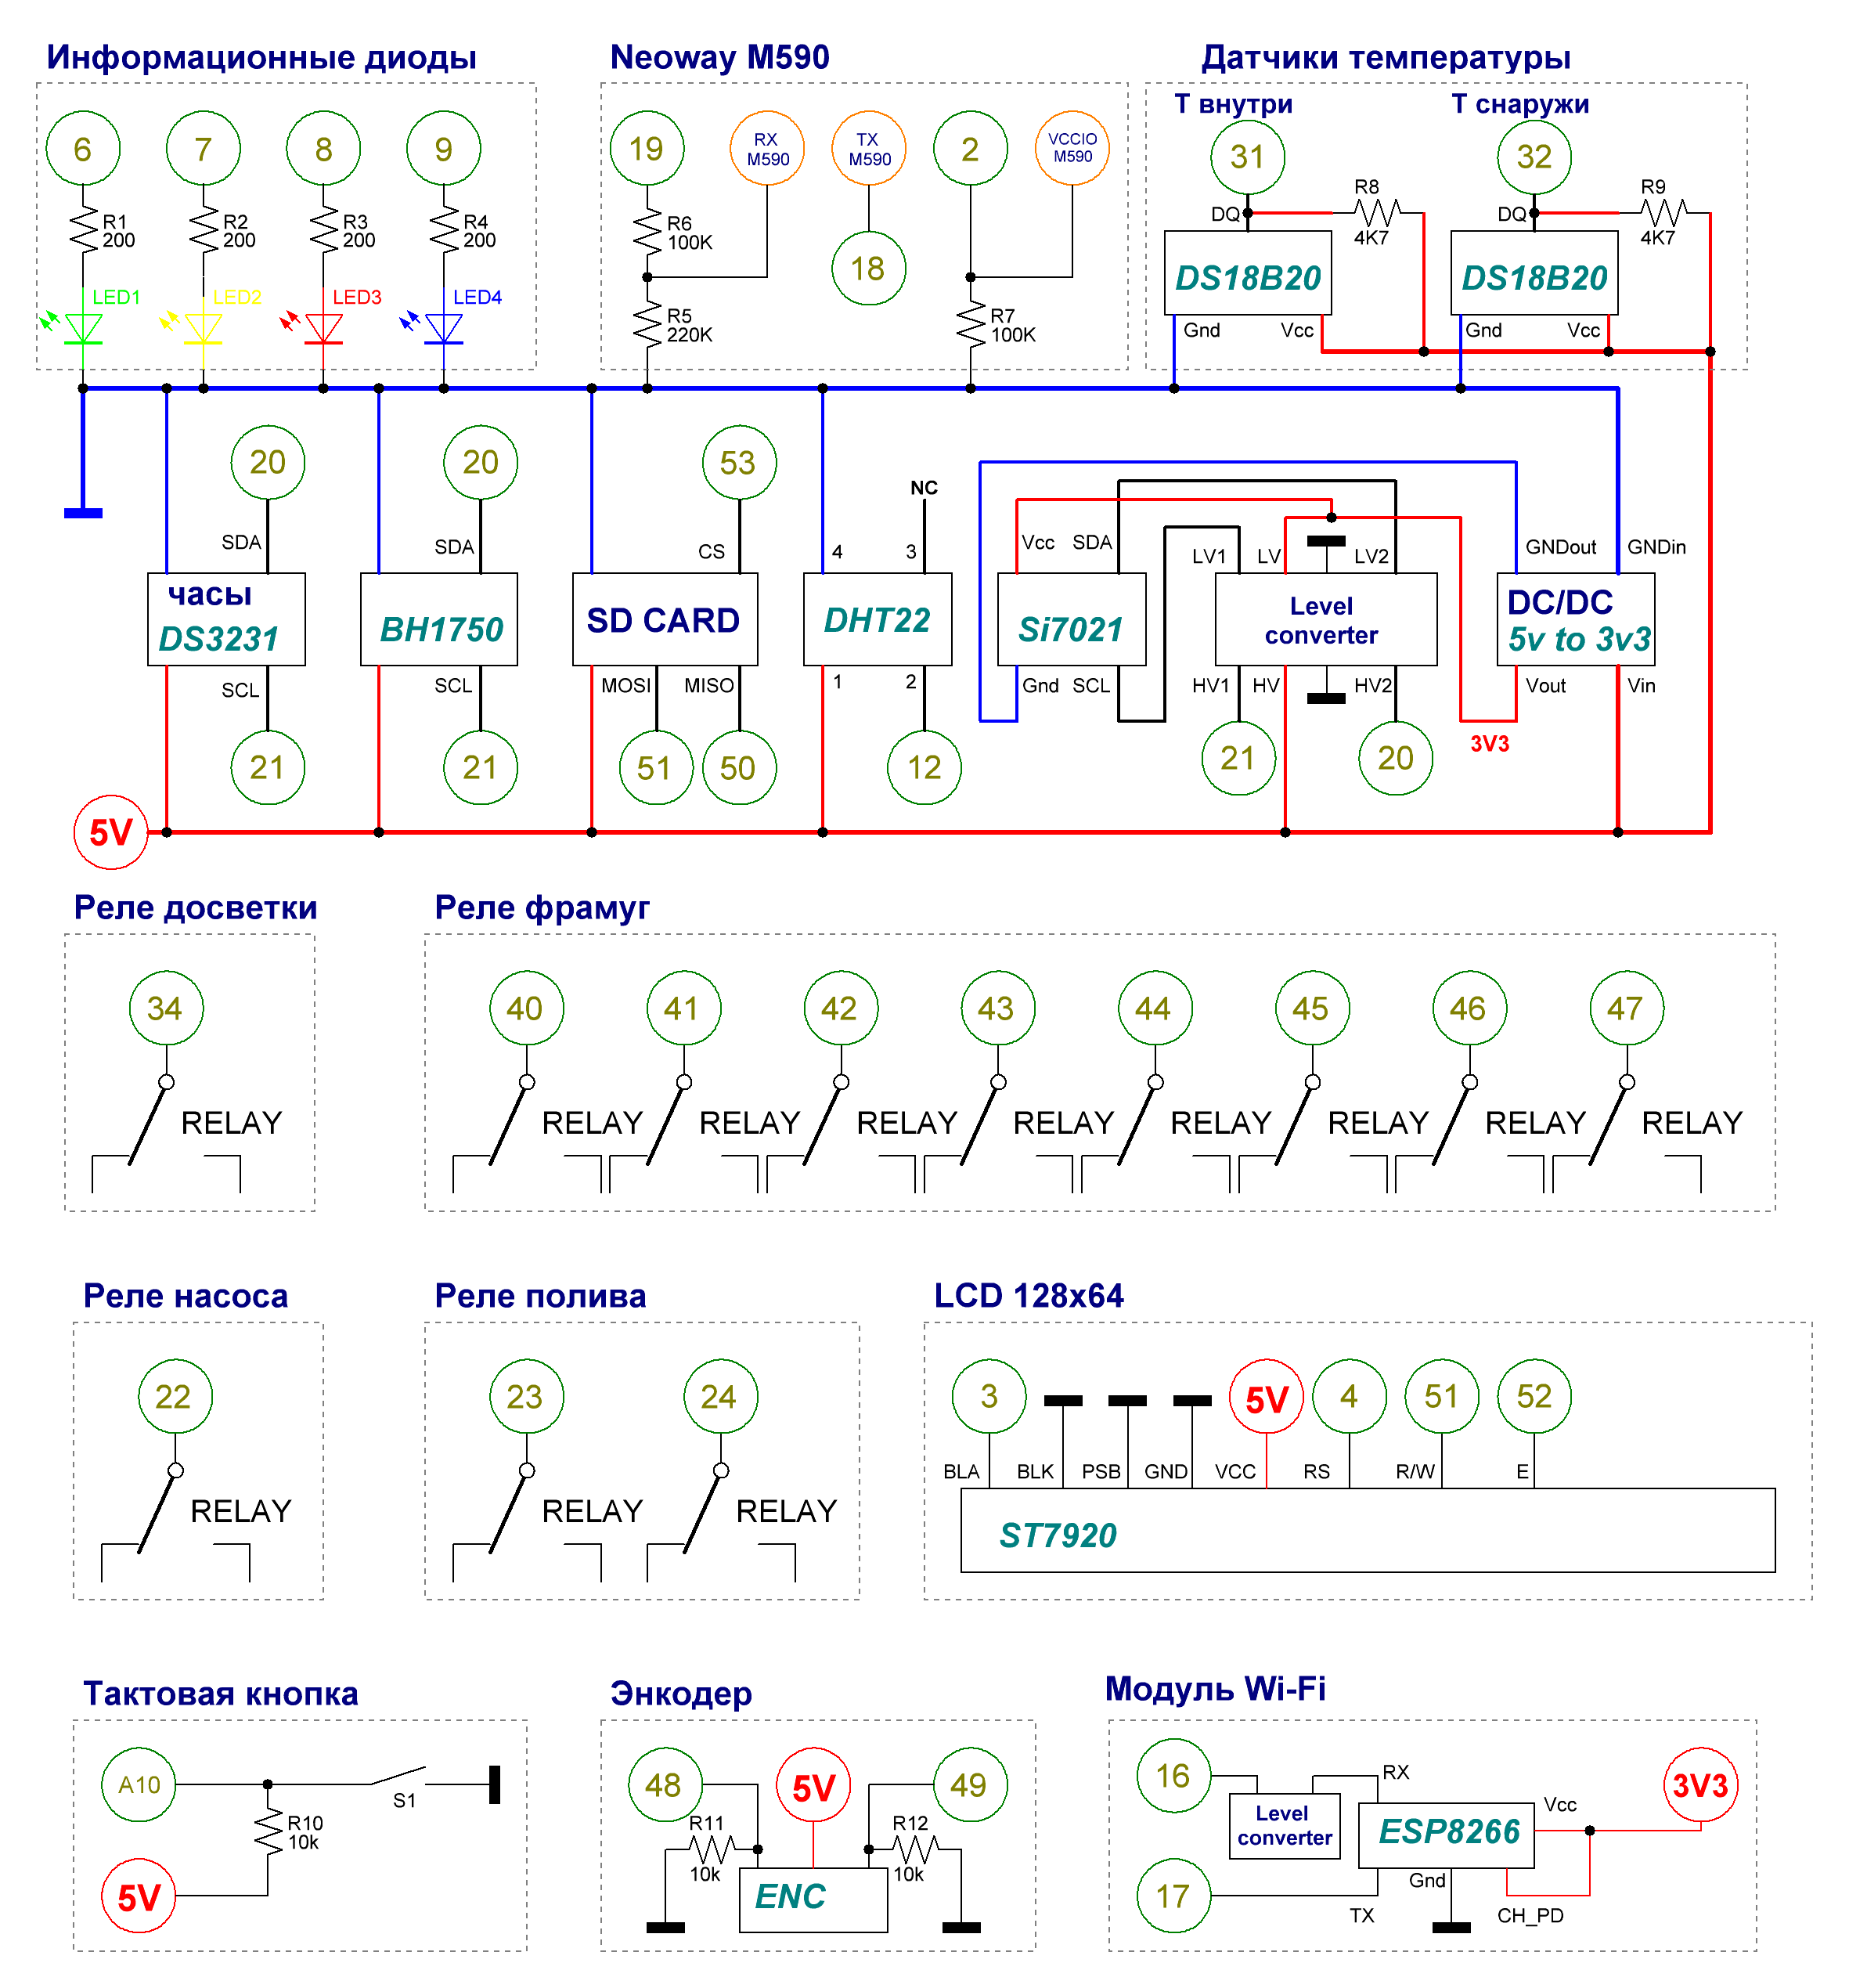 Информационные диоды
Neoway M590
Датчики температуры
Т внутри
Т снаружи
6
7
8
9
19
RX
M590
TX
M590
2
VCCIO
M590
31
32
R1
200
R2
200
R3
200
R4
200
R6
100K
18
DQ
R8
4K7
DQ
R9
4K7
DS18B20
DS18B20
LED1
LED2
LED3
LED4
R5
220K
R7
100K
Gnd
Vcc
Gnd
Vcc
20
20
53
NC
SDA
SDA
CS
4
3
Vcc
SDA
LV1
LV
LV2
GNDout
GNDin
часы
DS3231
BH1750
SD CARD
DHT22
Si7021
Level
converter
DC/DC
5v to 3v3
SCL
SCL
MOSI
MISO
1
2
Gnd
SCL
HV1
HV
HV2
Vout
Vin
21
21
51
50
12
21
20
3V3
5V
Реле досветки
Реле фрамуг
34
40
41
42
43
44
45
46
47
RELAY
RELAY
RELAY
RELAY
RELAY
RELAY
RELAY
RELAY
RELAY
Реле насоса
Реле полива
LCD 128x64
22
23
24
3
5V
4
51
52
BLA
BLK
PSB
GND
VCC
RS
R/W
E
RELAY
RELAY
RELAY
ST7920
Тактовая кнопка
Энкодер
Модуль Wi-Fi
A10
S1
R10
10k
5V
48
5V
49
R11
10k
R12
10k
ENC
16
RX
3V3
Level
converter
ESP8266
Vcc
17
Gnd
TX
CH_PD